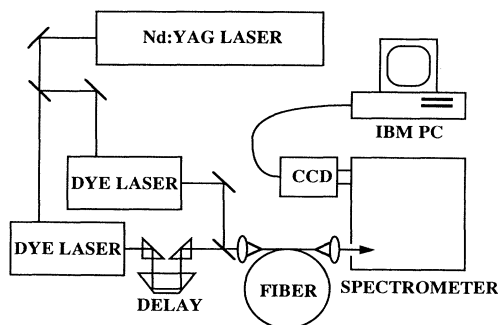 Nd:YAG LASER
IBM PC
CCD
DYE LASER
DYE LASER
DELAY
FIBER
SPECTROMETER